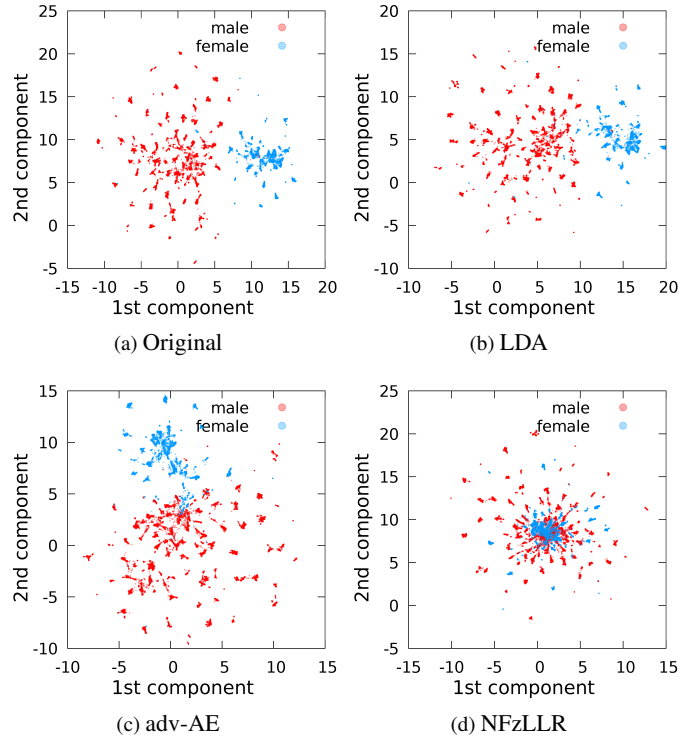 male
female
2nd component
25
20
15
10
5
0
-5
-15 -10 -5 0 5 10 15 20
1st component
(a) Original
male
female
2nd component
20
15
10
5
0
-5
-10
-10 -5 0 5 10 15 20
1st component
(b) LDA
male
female
2nd component
15
10
5
0
-5
-10
-10 -5 0 5 10 15
1st component
(c) adv-AE
male
female
2nd component
25
20
15
10
5
0
-5
-15 -10 -5 0 5 10 15
1st component
(d) NFzLLR